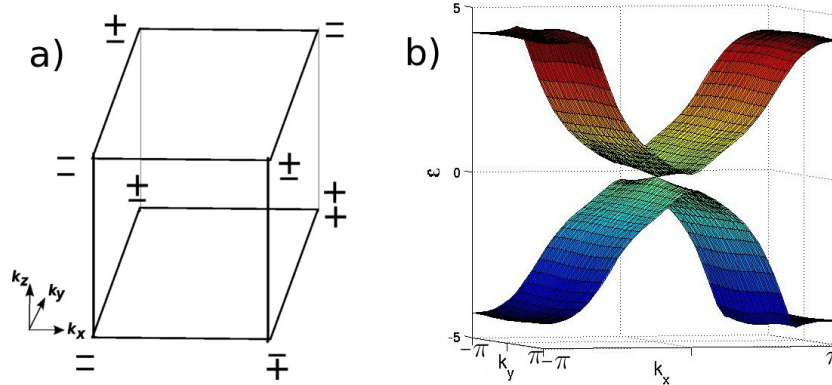 a)
± =
= ±
± +
+
= ∓
k_z k_y k_x
b)
5
0
ε
-5
−π
k_y
π −π
k_x
π